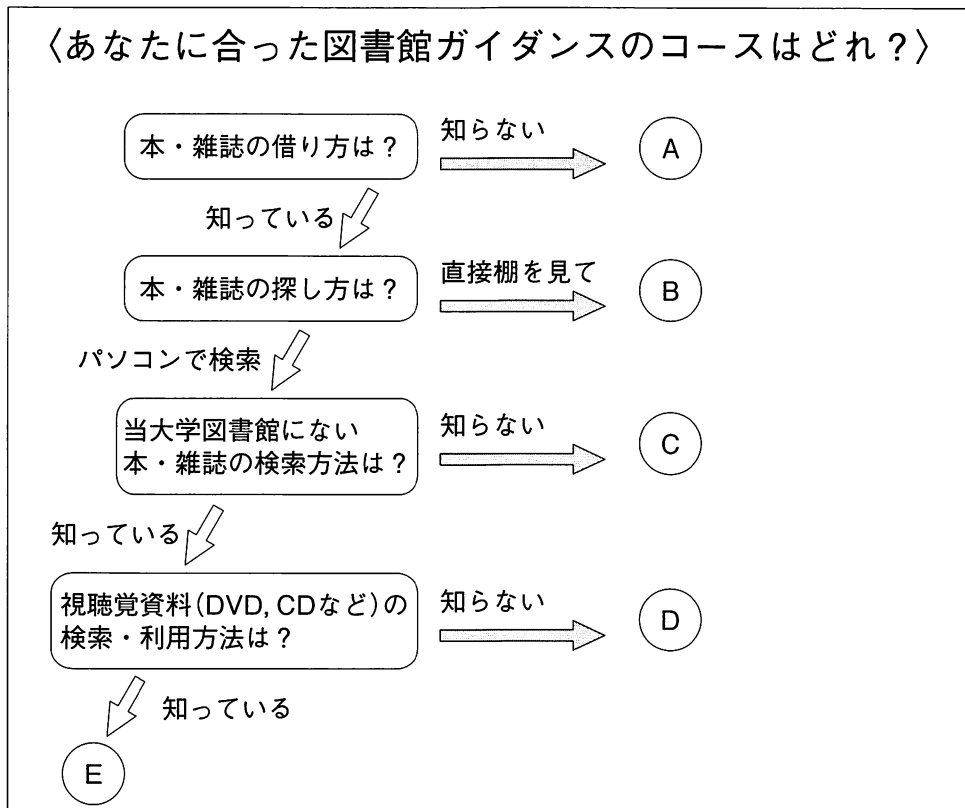 〈あなたに合った図書館ガイダンスのコースはどれ？〉
本・雑誌の借り方は？
知らない
A
知っている
本・雑誌の探し方は？
直接棚を見て
B
パソコンで検索
当大学図書館にない
本・雑誌の検索方法は？
知らない
C
知っている
視聴覚資料(DVD, CDなど)の
検索・利用方法は？
知らない
D
知っている
E